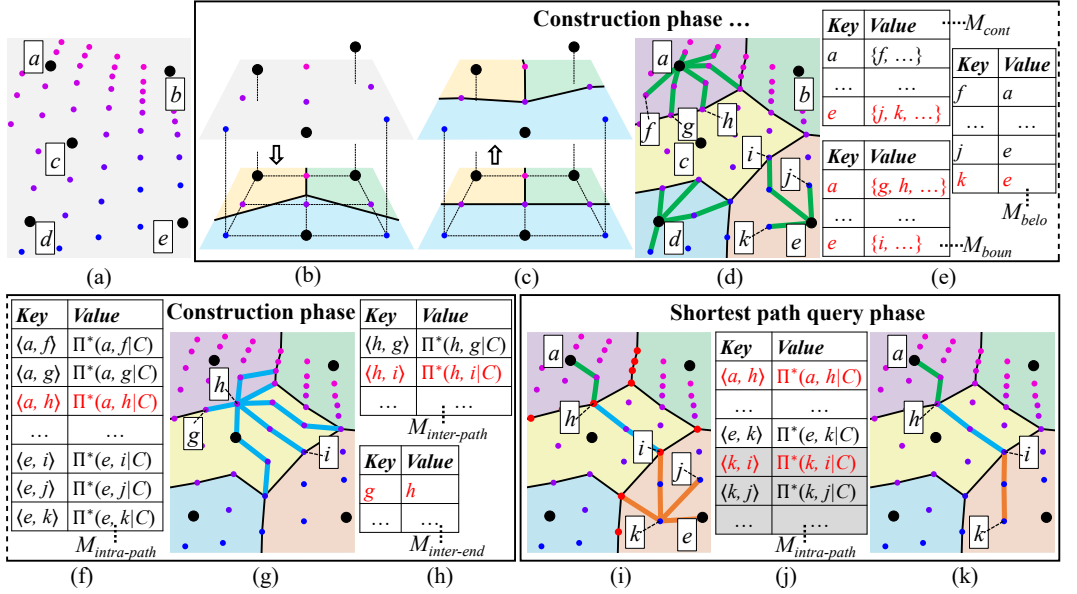 Construction phase ...
a
b
c
d
e
(a)
(b)
(c)
a
b
c
d
e
f
g
h
i
j
k
(d)
Key Value
a {f, ...}
... ...
e {j, k, ...}
M_cont
Key Value
a {g, h, ...}
... ...
e {i, ...}
M_boun
Key Value
f a
... ...
j e
k e
M_belo
(e)
Construction phase
Key Value
⟨a, f⟩ Π*(a, f|C)
⟨a, g⟩ Π*(a, g|C)
⟨a, h⟩ Π*(a, h|C)
... ...
⟨e, i⟩ Π*(e, i|C)
⟨e, j⟩ Π*(e, j|C)
⟨e, k⟩ Π*(e, k|C)
M_intra-path
(f)
h
g
i
(g)
Key Value
⟨h, g⟩ Π*(h, g|C)
⟨h, i⟩ Π*(h, i|C)
... ...
M_inter-path
Key Value
g h
... ...
M_inter-end
(h)
Shortest path query phase
a
h
i
j
k
e
(i)
Key Value
⟨a, h⟩ Π*(a, h|C)
... ...
⟨e, k⟩ Π*(e, k|C)
⟨k, i⟩ Π*(k, i|C)
⟨k, j⟩ Π*(k, j|C)
... ...
M_intra-path
(j)
a
h
i
k
(k)